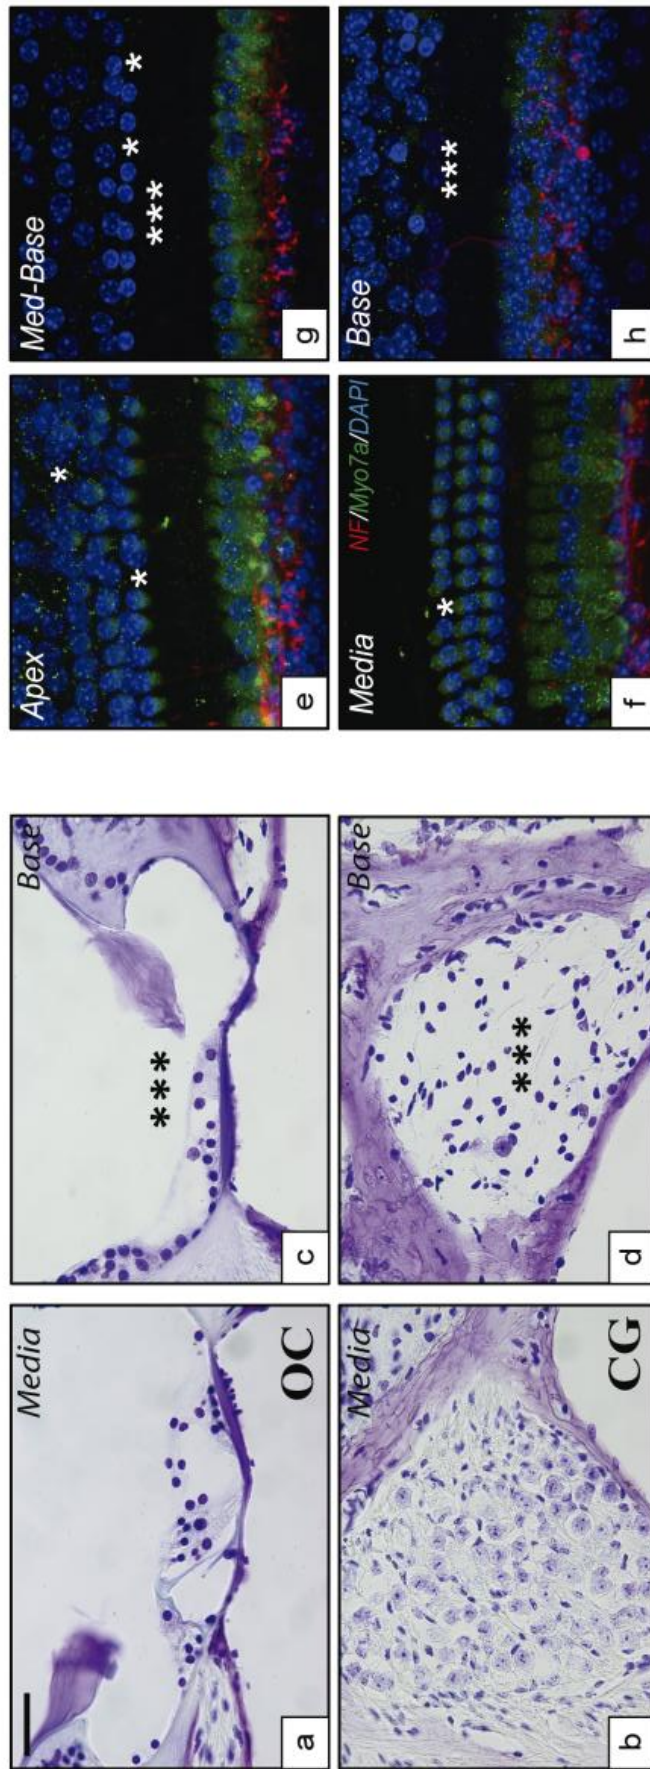 a
Media
OC
b
Media
CG
c
Base
***
d
Base
***
e
Apex
*
*
f
Media
NF/Myo7a/DAPI
*
g
Med-Base
***
*
*
h
Base
***